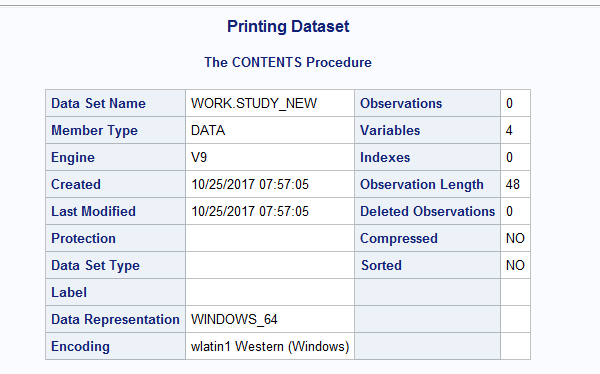 Printing Dataset
The CONTENTS Procedure
Data Set Name WORK.STUDY_NEW Observations 0
Member Type DATA Variables 4
Engine V9 Indexes 0
Created 10/25/2017 07:57:05 Observation Length 48
Last Modified 10/25/2017 07:57:05 Deleted Observations 0
Protection Compressed NO
Data Set Type Sorted NO
Label
Data Representation WINDOWS_64
Encoding wlatin1 Western (Windows)